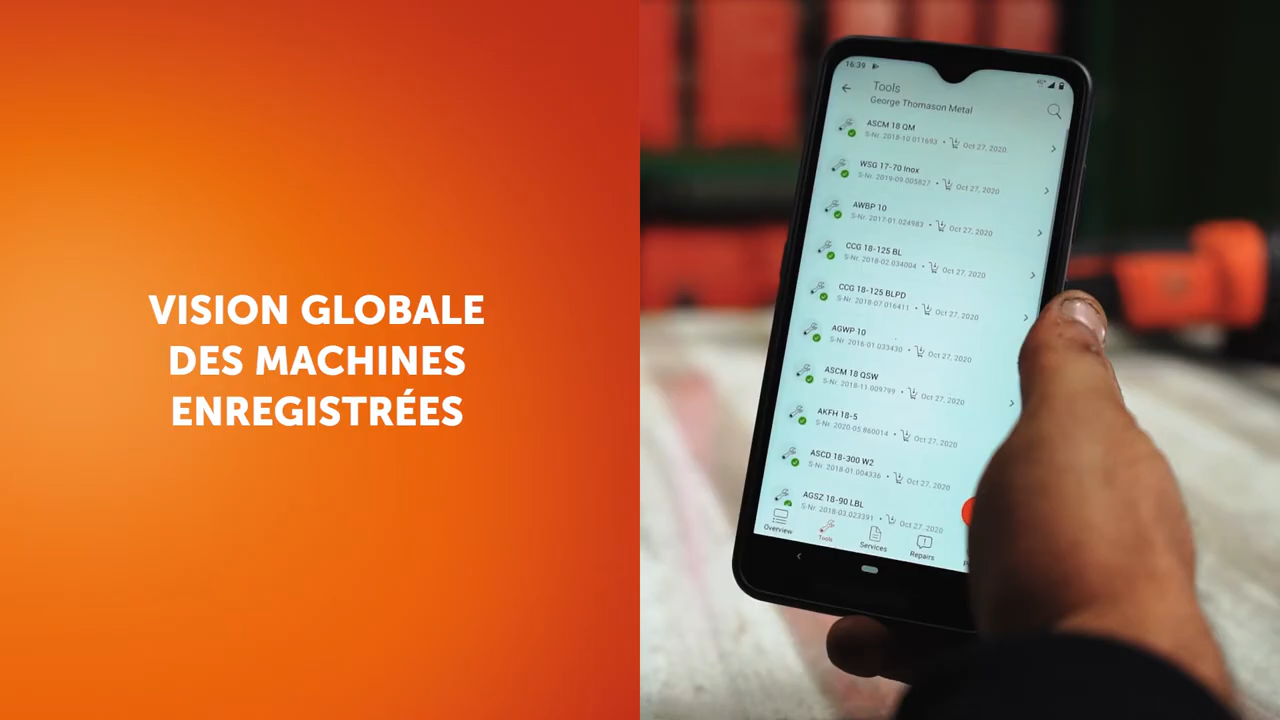 VISION GLOBALE
DES MACHINES
ENREGISTRÉES
16:39
Tools
George Thomason Metal
ASCM 18 QM
S-Nr. 2018-10 011693 • Oct 27, 2020
WSG 17-70 Inox
S-Nr. 2019-09.005827 • Oct 27, 2020
AWBP 10
S-Nr. 2017-01.024983 • Oct 27, 2020
CCG 18-125 BL
S-Nr. 2018-02.034004 • Oct 27, 2020
CCG 18-125 BLPD
S-Nr. 2018-07.016411 • Oct 27, 2020
AGWP 10
S-Nr. 2016-01.033430 • Oct 27, 2020
ASCM 18 QSW
S-Nr. 2018-11.009799 • Oct 27, 2020
AKFH 18-5
S-Nr. 2020-05.860014 • Oct 27, 2020
ASCD 18-300 W2
S-Nr. 2018-01.004336 • Oct 27, 2020
AGSZ 18-90 LBL
S-Nr. 2018-03.023391 • Oct 27, 2020
Overview Tools Services Repairs